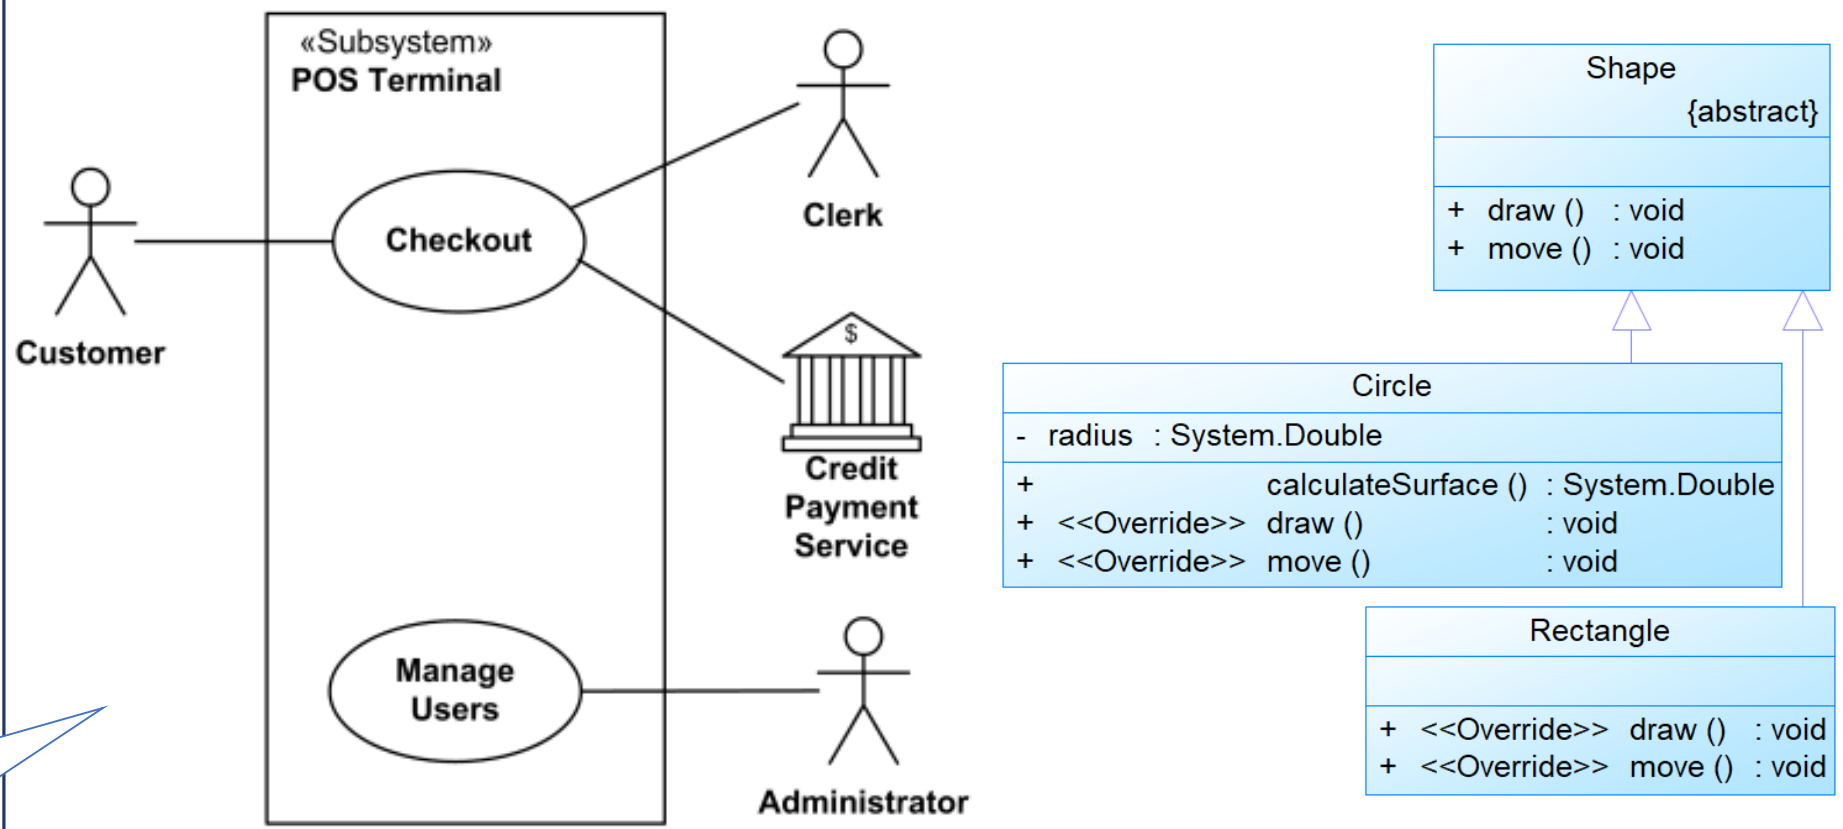 «Subsystem»
POS Terminal
Customer
Checkout
Clerk
$
Credit
Payment
Service
Manage
Users
Administrator
Shape
{abstract}
+ draw () : void
+ move () : void
Circle
- radius : System.Double
+ calculateSurface () : System.Double
+ <<Override>> draw () : void
+ <<Override>> move () : void
Rectangle
+ <<Override>> draw () : void
+ <<Override>> move () : void